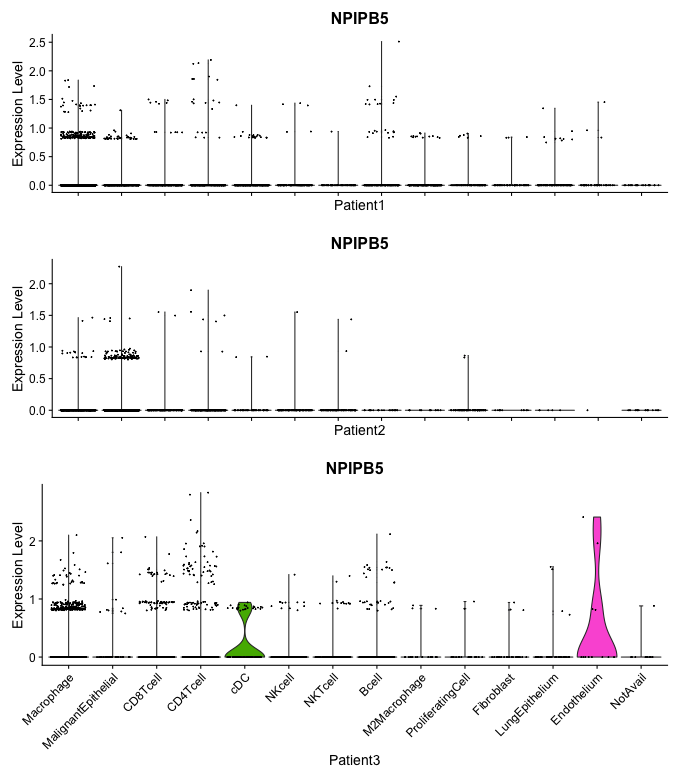 NPIPB5
Expression Level
2.5
2.0
1.5
1.0
0.5
0.0
Patient1
NPIPB5
Expression Level
2.0
1.5
1.0
0.5
0.0
Patient2
NPIPB5
Expression Level
2
1
0
Macrophage
MalignantEpithelial
CD8Tcell
CD4Tcell
cDC
NKcell
NKTcell
Bcell
M2Macrophage
ProliferatingCell
Fibroblast
LungEpithelium
Endothelium
NotAvail
Patient3